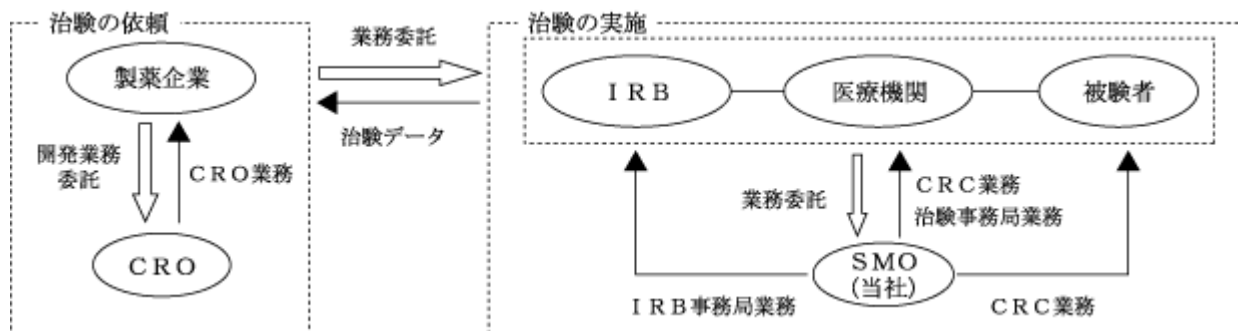 治験の依頼
製薬企業
開発業務
委託
ＣＲＯ業務
ＣＲＯ
業務委託
治験データ
治験の実施
ＩＲＢ
医療機関
被験者
業務委託
ＣＲＣ業務
治験事務局業務
ＳＭＯ
(当社)
ＩＲＢ事務局業務
ＣＲＣ業務